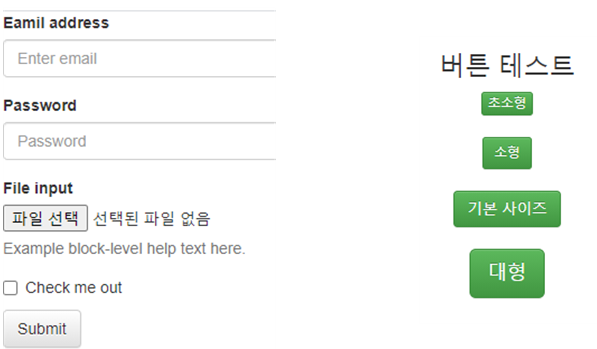 Eamil address
Enter email
Password
Password
File input
파일 선택 선택된 파일 없음
Example block-level help text here.
Check me out
Submit
버튼 테스트
초소형
소형
기본 사이즈
대형